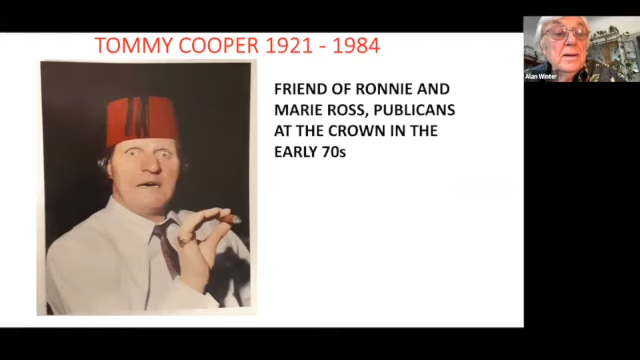 TOMMY COOPER 1921 - 1984
FRIEND OF RONNIE AND
MARIE ROSS, PUBLICANS
AT THE CROWN IN THE
EARLY 70s
Alan Winter